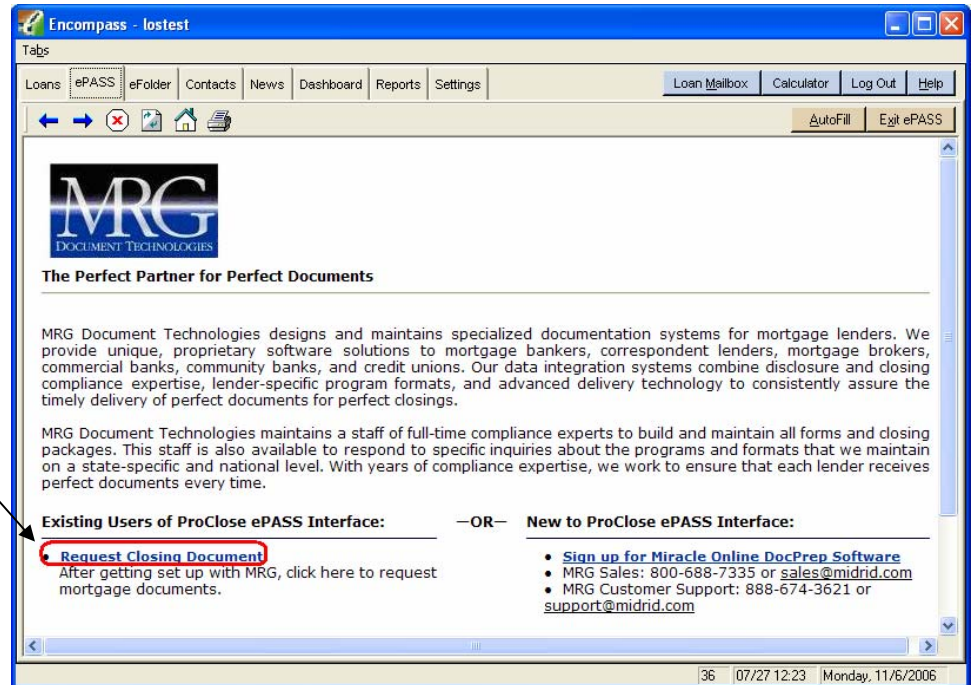 Encompass - lostest
Tabs
Loans ePASS eFolder Contacts News Dashboard Reports Settings Loan Mailbox Calculator Log Out Help
AutoFill Exit ePASS
MRG
DOCUMENT TECHNOLOGIES
The Perfect Partner for Perfect Documents
MRG Document Technologies designs and maintains specialized documentation systems for mortgage lenders. We
provide unique, proprietary software solutions to mortgage bankers, correspondent lenders, mortgage brokers,
commercial banks, community banks, and credit unions. Our data integration systems combine disclosure and closing
compliance expertise, lender-specific program formats, and advanced delivery technology to consistently assure the
timely delivery of perfect documents for perfect closings.
MRG Document Technologies maintains a staff of full-time compliance experts to build and maintain all forms and closing
packages. This staff is also available to respond to specific inquiries about the programs and formats that we maintain
on a state-specific and national level. With years of compliance expertise, we work to ensure that each lender receives
perfect documents every time.
Existing Users of ProClose ePASS Interface: —OR— New to ProClose ePASS Interface:
• Request Closing Document
After getting set up with MRG, click here to request
mortgage documents.
• Sign up for Miracle Online DocPrep Software
• MRG Sales: 800-688-7335 or sales@midrid.com
• MRG Customer Support: 888-674-3621 or
support@midrid.com
36 07/27 12:23 Monday, 11/6/2006